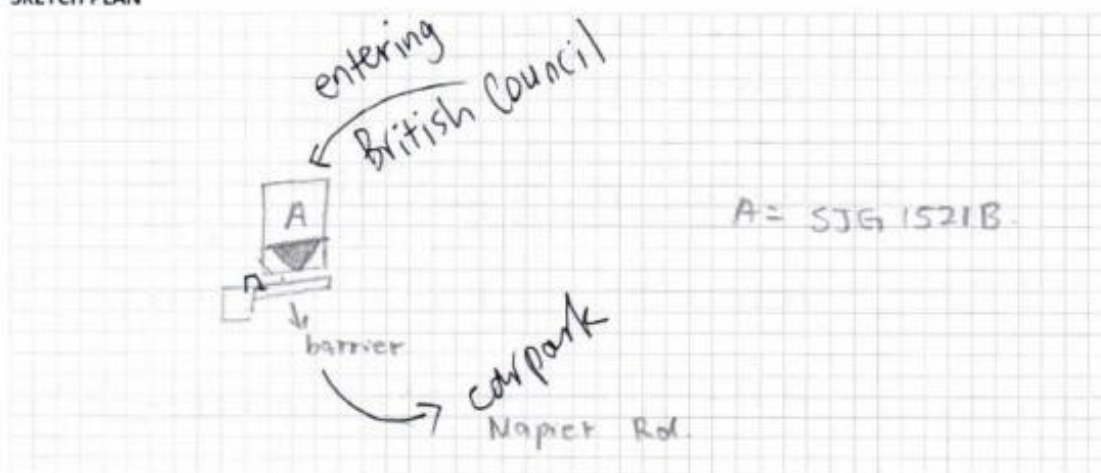 SKETCH PLAN
entering
British Council
A
A = SJG 1521B.
barrier
carpark
Napier Rd.